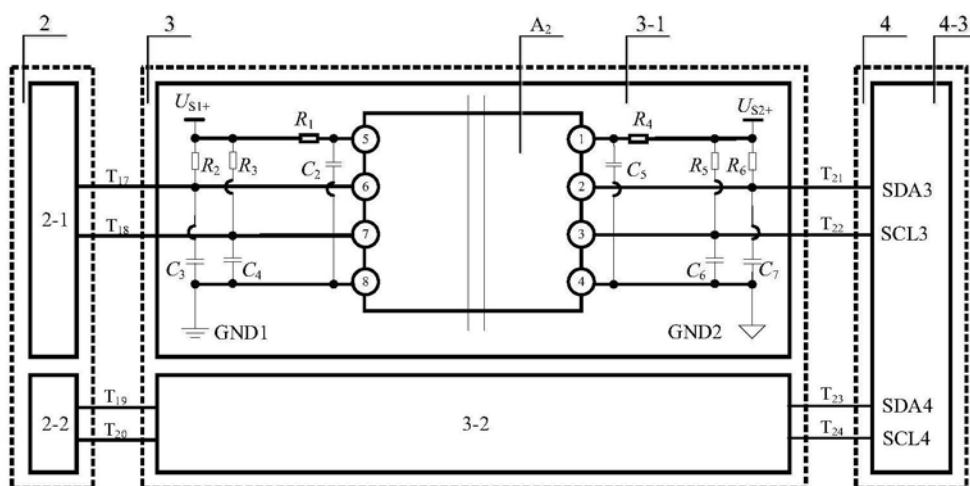 2 3 A₂ 3-1 4 4-3
U_S1+ U_S2+
R₁ R₄
5 1
R₂ R₃ C₂ C₅ R₅ R₆
T₁₇ 6 2 T₂₁ SDA3
2-1
T₁₈ 7 3 T₂₂ SCL3
C₃ C₄ 8 4 C₆ C₇
GND1 GND2
T₁₉ T₂₃ SDA4
2-2 3-2
T₂₀ T₂₄ SCL4